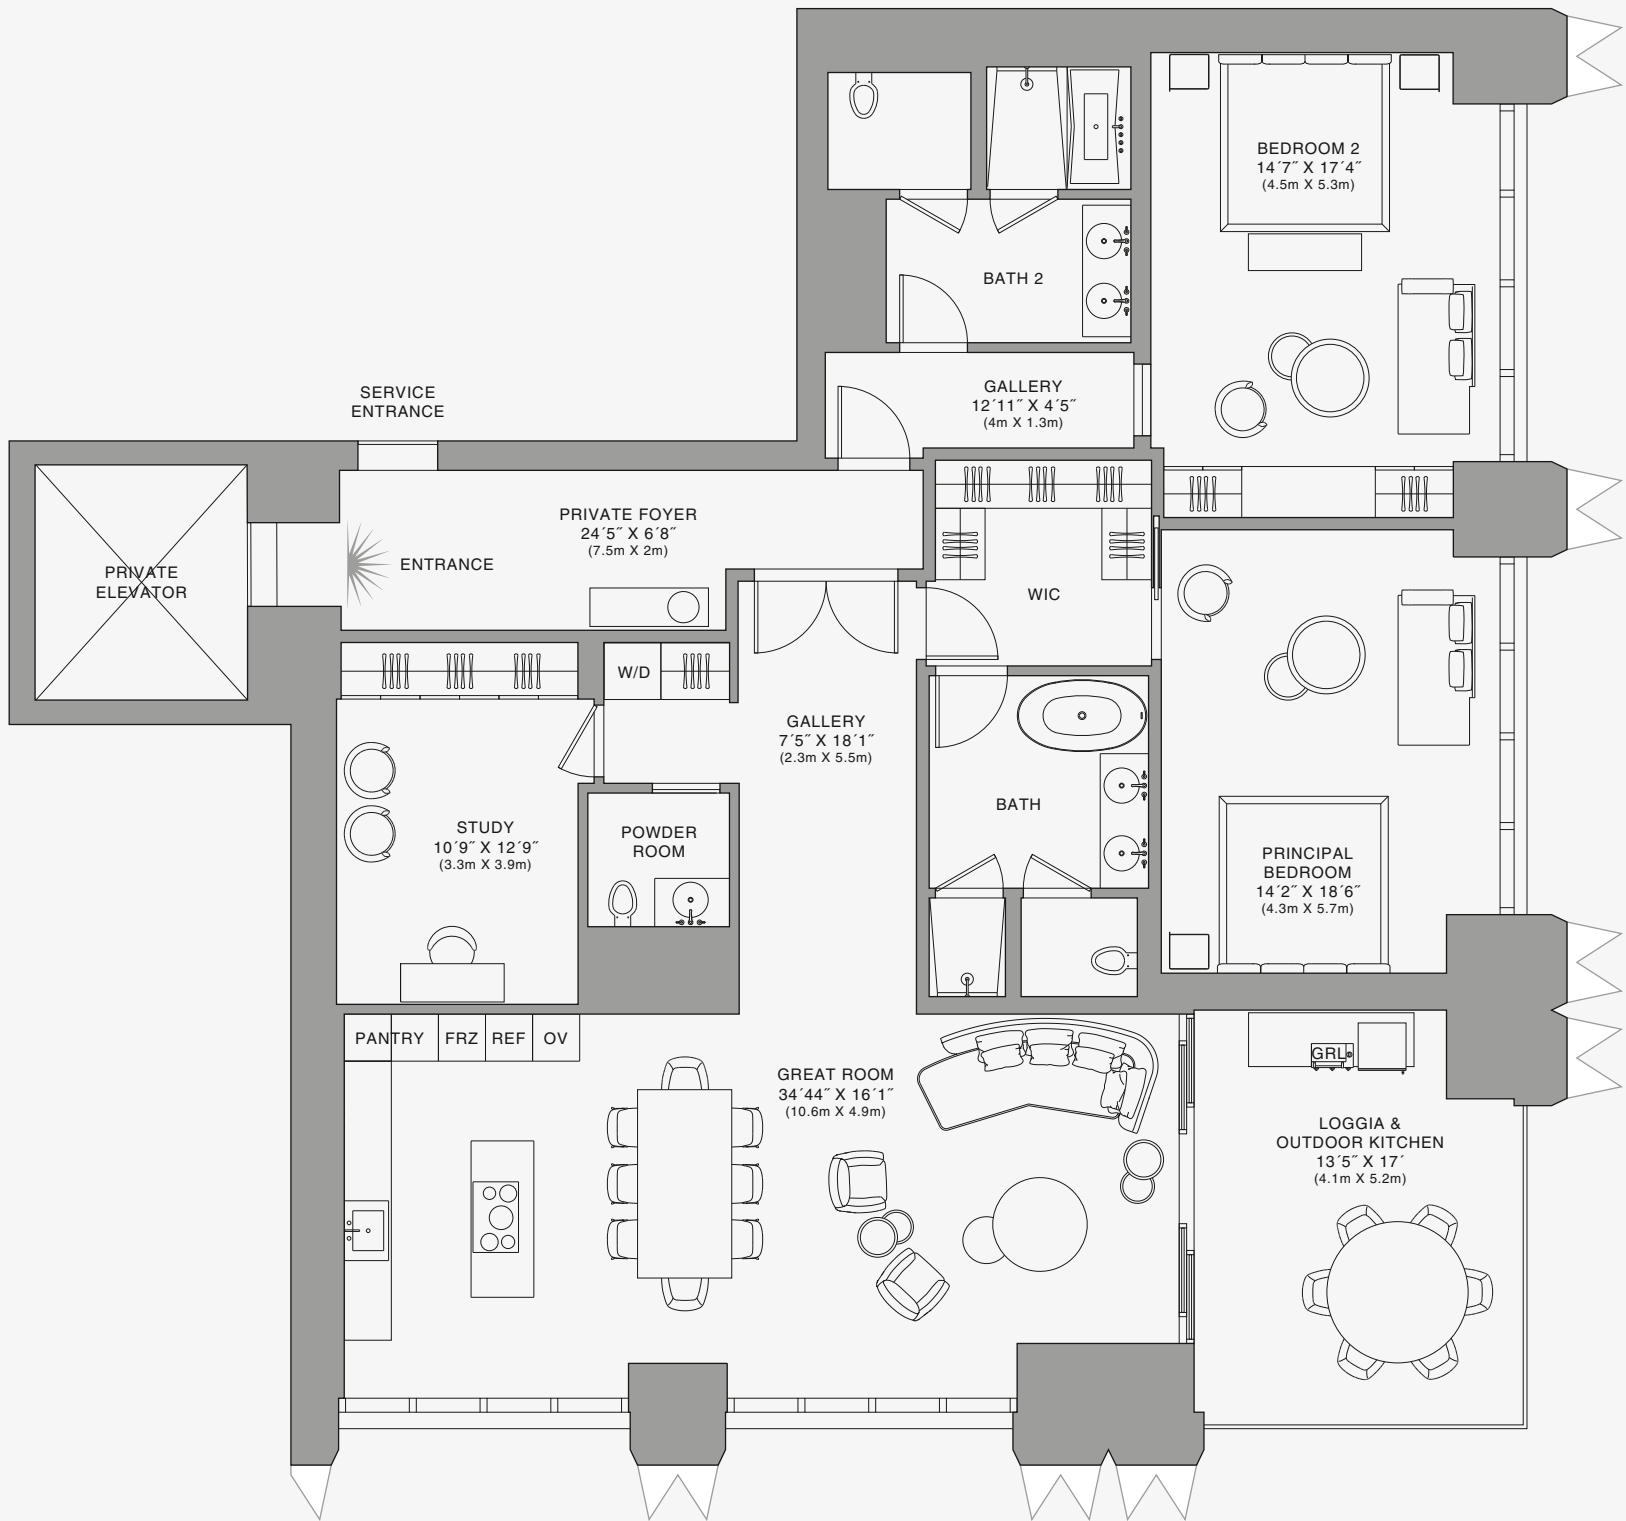 BEDROOM 2
14´7˝ X 17´4˝
(4.5m X 5.3m)
BATH 2
GALLERY
12´11˝ X 4´5˝
(4m X 1.3m)
SERVICE
ENTRANCE
PRIVATE FOYER
24´5˝ X 6´8˝
(7.5m X 2m)
ENTRANCE
PRIVATE
ELEVATOR
WIC
W/D
GALLERY
7´5˝ X 18´1˝
(2.3m X 5.5m)
BATH
STUDY
10´9˝ X 12´9˝
(3.3m X 3.9m)
POWDER
ROOM
PRINCIPAL
BEDROOM
14´2˝ X 18´6˝
(4.3m X 5.7m)
PANTRY
FRZ
REF
OV
GREAT ROOM
34´44˝ X 16´1˝
(10.6m X 4.9m)
GRL
LOGGIA &
OUTDOOR KITCHEN
13´5˝ X 17´
(4.1m X 5.2m)